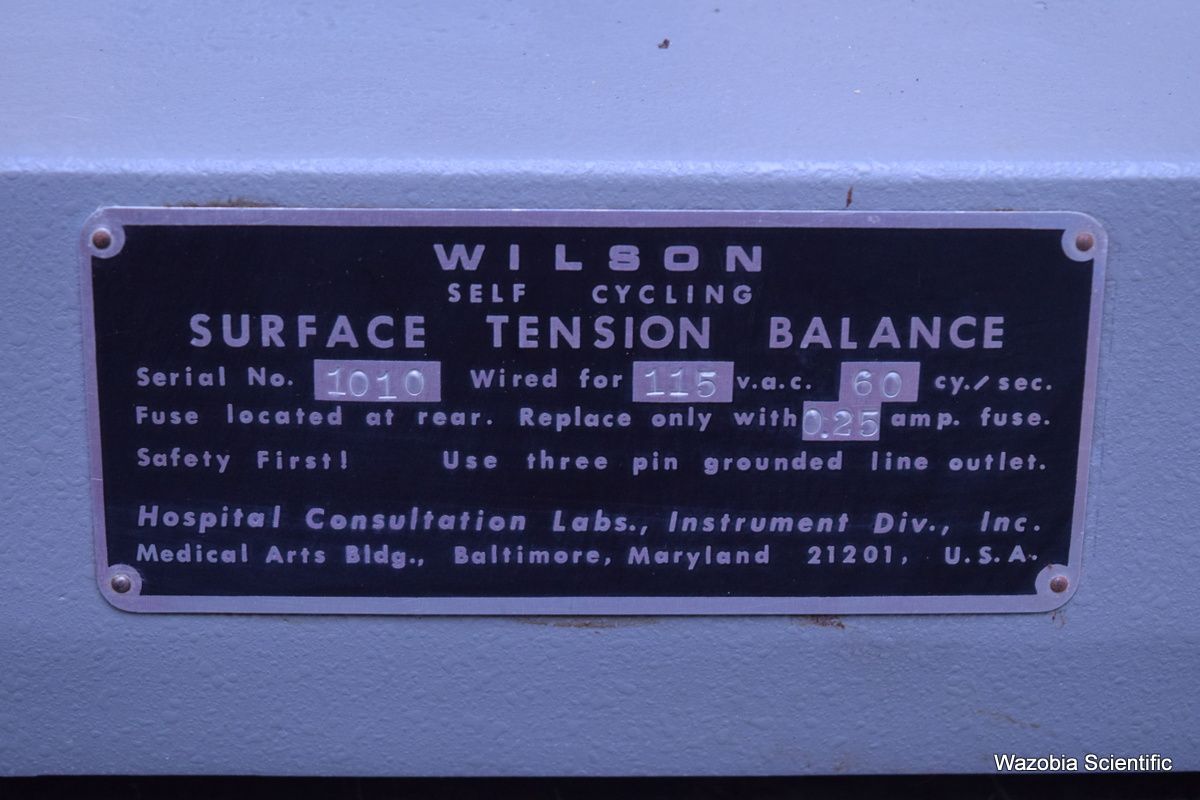 WILSON
SELF CYCLING
SURFACE TENSION BALANCE
Serial No. 1010 Wired for 115 v.a.c. 60 cy./sec.
Fuse located at rear. Replace only with 0.25 amp. fuse.
Safety First! Use three pin grounded line outlet.
Hospital Consultation Labs., Instrument Div., Inc.
Medical Arts Bldg., Baltimore, Maryland 21201, U.S.A.
Wazobia Scientific